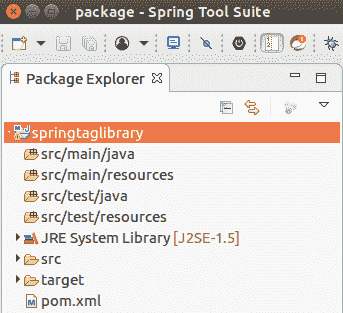 package - Spring Tool Suite
Package Explorer
springtaglibrary
src/main/java
src/main/resources
src/test/java
src/test/resources
JRE System Library [J2SE-1.5]
src
target
pom.xml